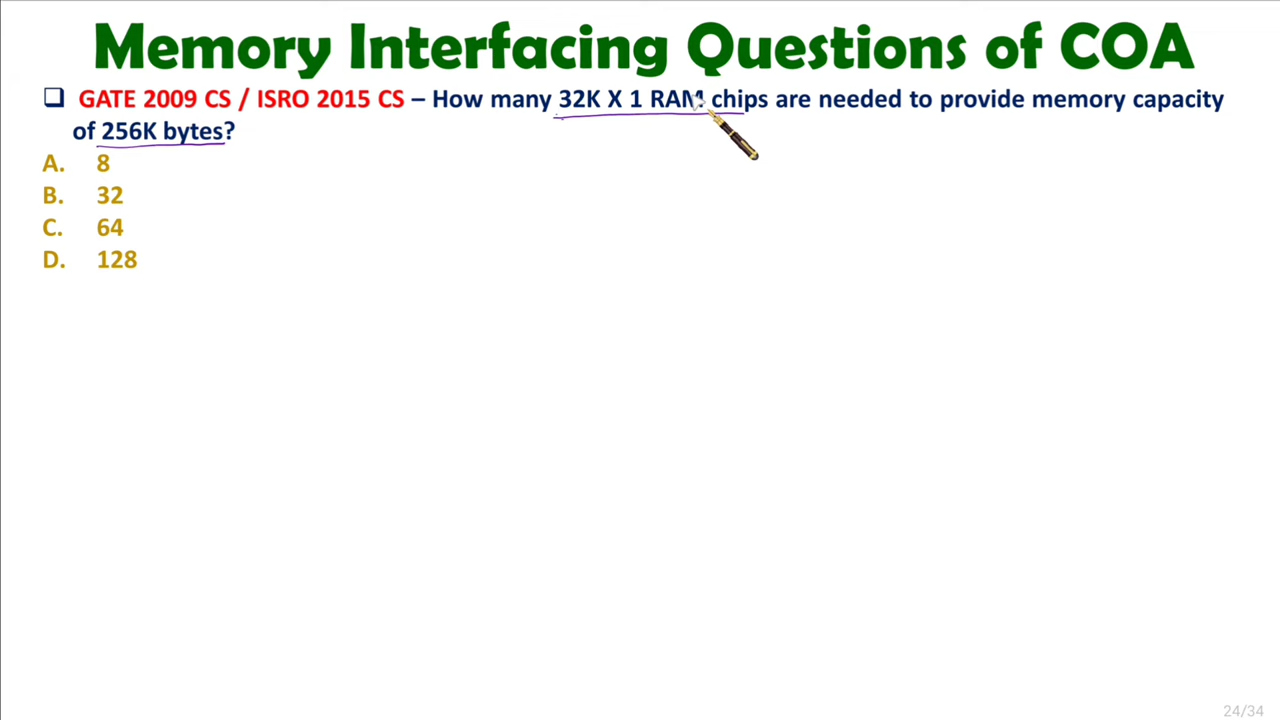 Memory Interfacing Questions of COA
❑ GATE 2009 CS / ISRO 2015 CS – How many 32K X 1 RAM chips are needed to provide memory capacity
of 256K bytes?
A. 8
B. 32
C. 64
D. 128
24/34